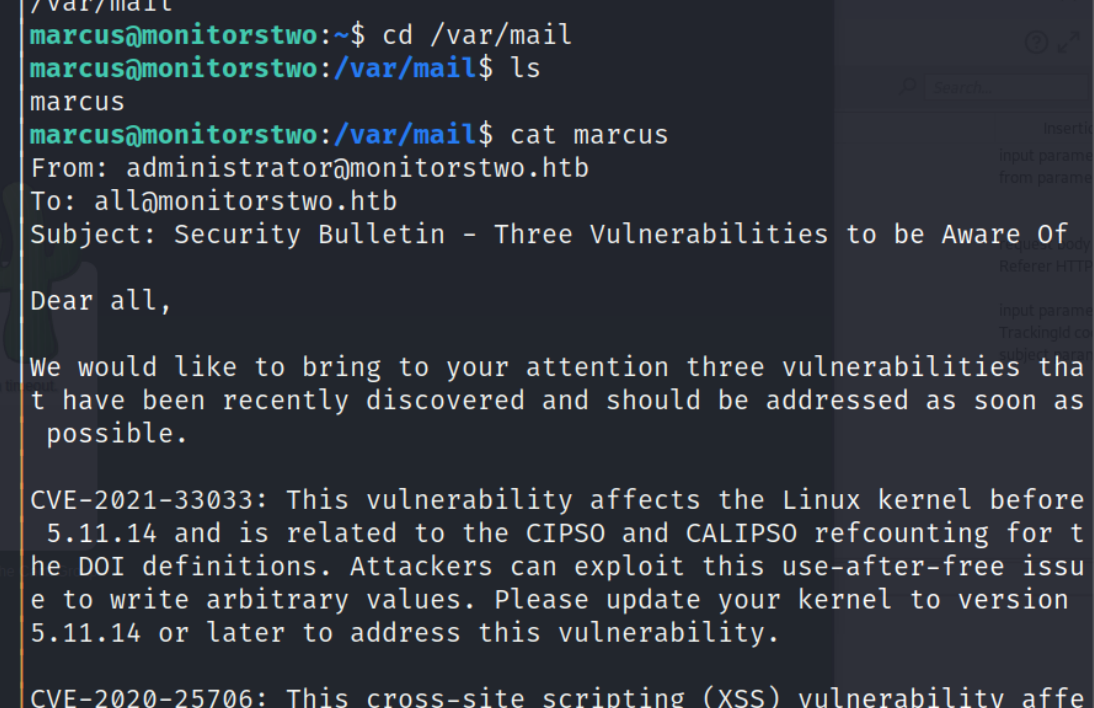 /var/mail
marcus@monitorstwo:~$ cd /var/mail
marcus@monitorstwo:/var/mail$ ls
marcus
marcus@monitorstwo:/var/mail$ cat marcus
From: administrator@monitorstwo.htb
To: all@monitorstwo.htb
Subject: Security Bulletin - Three Vulnerabilities to be Aware Of
Dear all,
We would like to bring to your attention three vulnerabilities tha
t have been recently discovered and should be addressed as soon as
 possible.
CVE-2021-33033: This vulnerability affects the Linux kernel before
 5.11.14 and is related to the CIPSO and CALIPSO refcounting for t
he DOI definitions. Attackers can exploit this use-after-free issu
e to write arbitrary values. Please update your kernel to version
5.11.14 or later to address this vulnerability.
CVE-2020-25706: This cross-site scripting (XSS) vulnerability affe
Search...
Insertic
input parame
from parame
Referer HTTP
input parame
TrackingId co